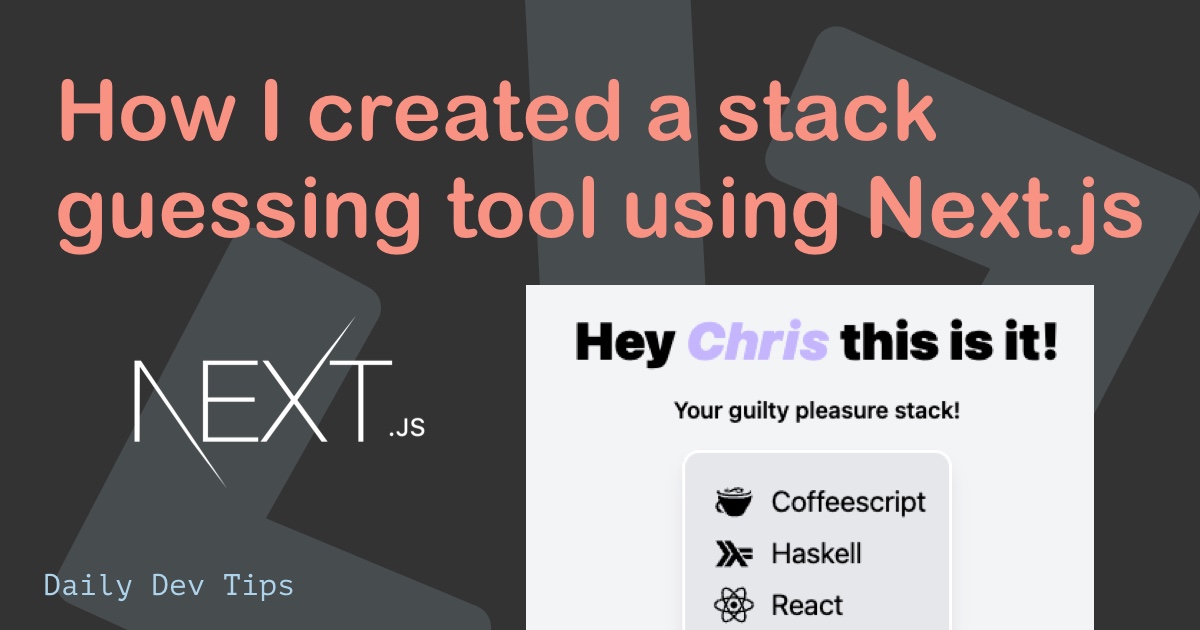 How I created a stack
guessing tool using Next.js
NEXT.JS
Hey Chris this is it!
Your guilty pleasure stack!
Coffeescript
Haskell
React
Daily Dev Tips